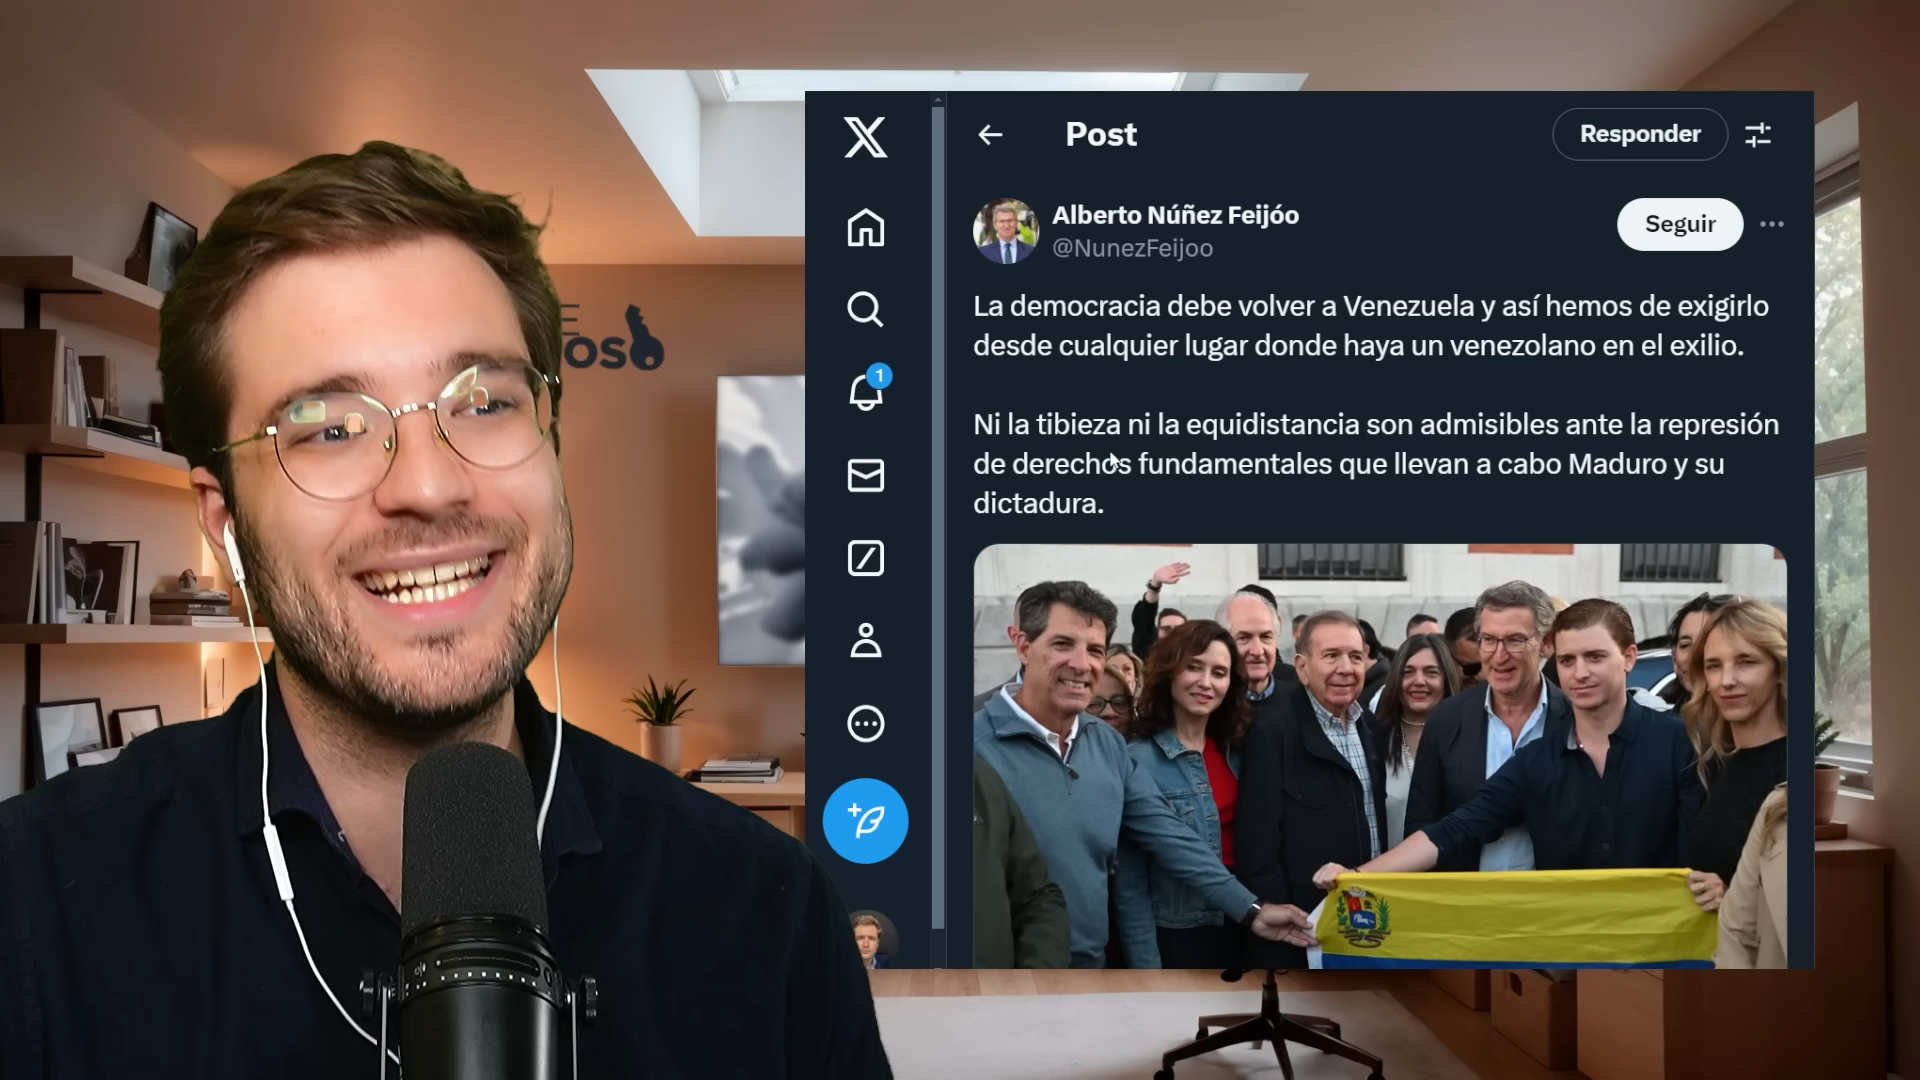 OS
Post
Responder
Alberto Núñez Feijóo
Seguir
@NunezFeijoo
1
La democracia debe volver a Venezuela y así hemos de exigirlo
desde cualquier lugar donde haya un venezolano en el exilio.
Ni la tibieza ni la equidistancia son admisibles ante la represión
de derechos fundamentales que llevan a cabo Maduro y su
dictadura.